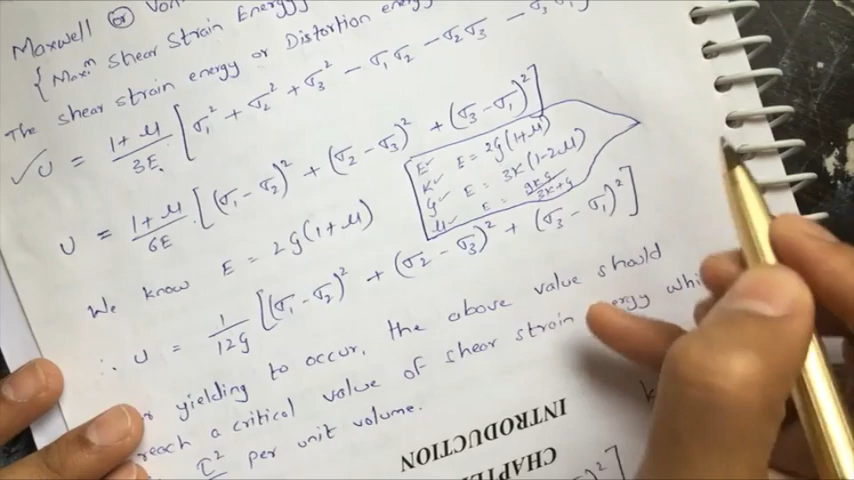 Maxwell or Von
{ Maxm Shear Strain Energy
The shear strain energy or Distortion energy
✓U = 1+μ/3E [σ1² + σ2² + σ3² − σ1σ2 − σ2σ3 − σ3σ1]
U = 1+μ/6E [(σ1−σ2)² + (σ2−σ3)² + (σ3−σ1)²]
E✓
K✓ E = 2G(1+μ)
G✓ E = 3K(1−2μ)
μ✓ E = 9KG/3K+G
We know E = 2G(1+μ)
∴ U = 1/12G [(σ1−σ2)² + (σ2−σ3)² + (σ3−σ1)²]
r yielding to occur, the above value should
reach a critical value of shear strain energy whi
τ² per unit volume.
INTRODUCTION
CHAPTE